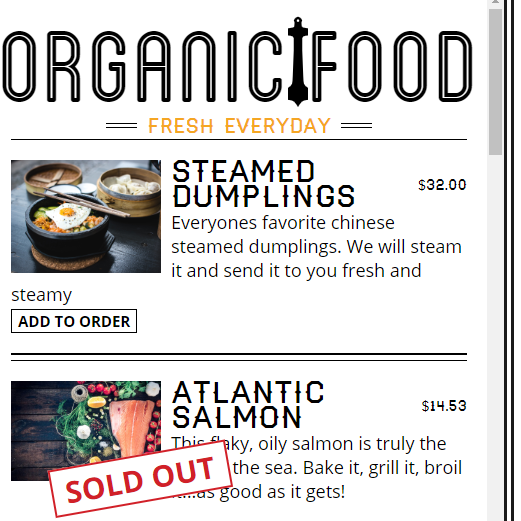 ORGANIC FOOD
FRESH EVERYDAY
STEAMED
DUMPLINGS
$32.00
Everyones favorite chinese
steamed dumplings. We will steam
it and send it to you fresh and
steamy
ADD TO ORDER
ATLANTIC
SALMON
$14.53
This flaky, oily salmon is truly the
the sea. Bake it, grill it, broil
as good as it gets!
SOLD OUT